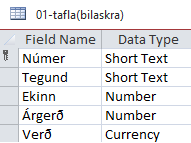 01-tafla(bilaskra)
Field Name Data Type
Númer Short Text
Tegund Short Text
Ekinn Number
Árgerð Number
Verð Currency